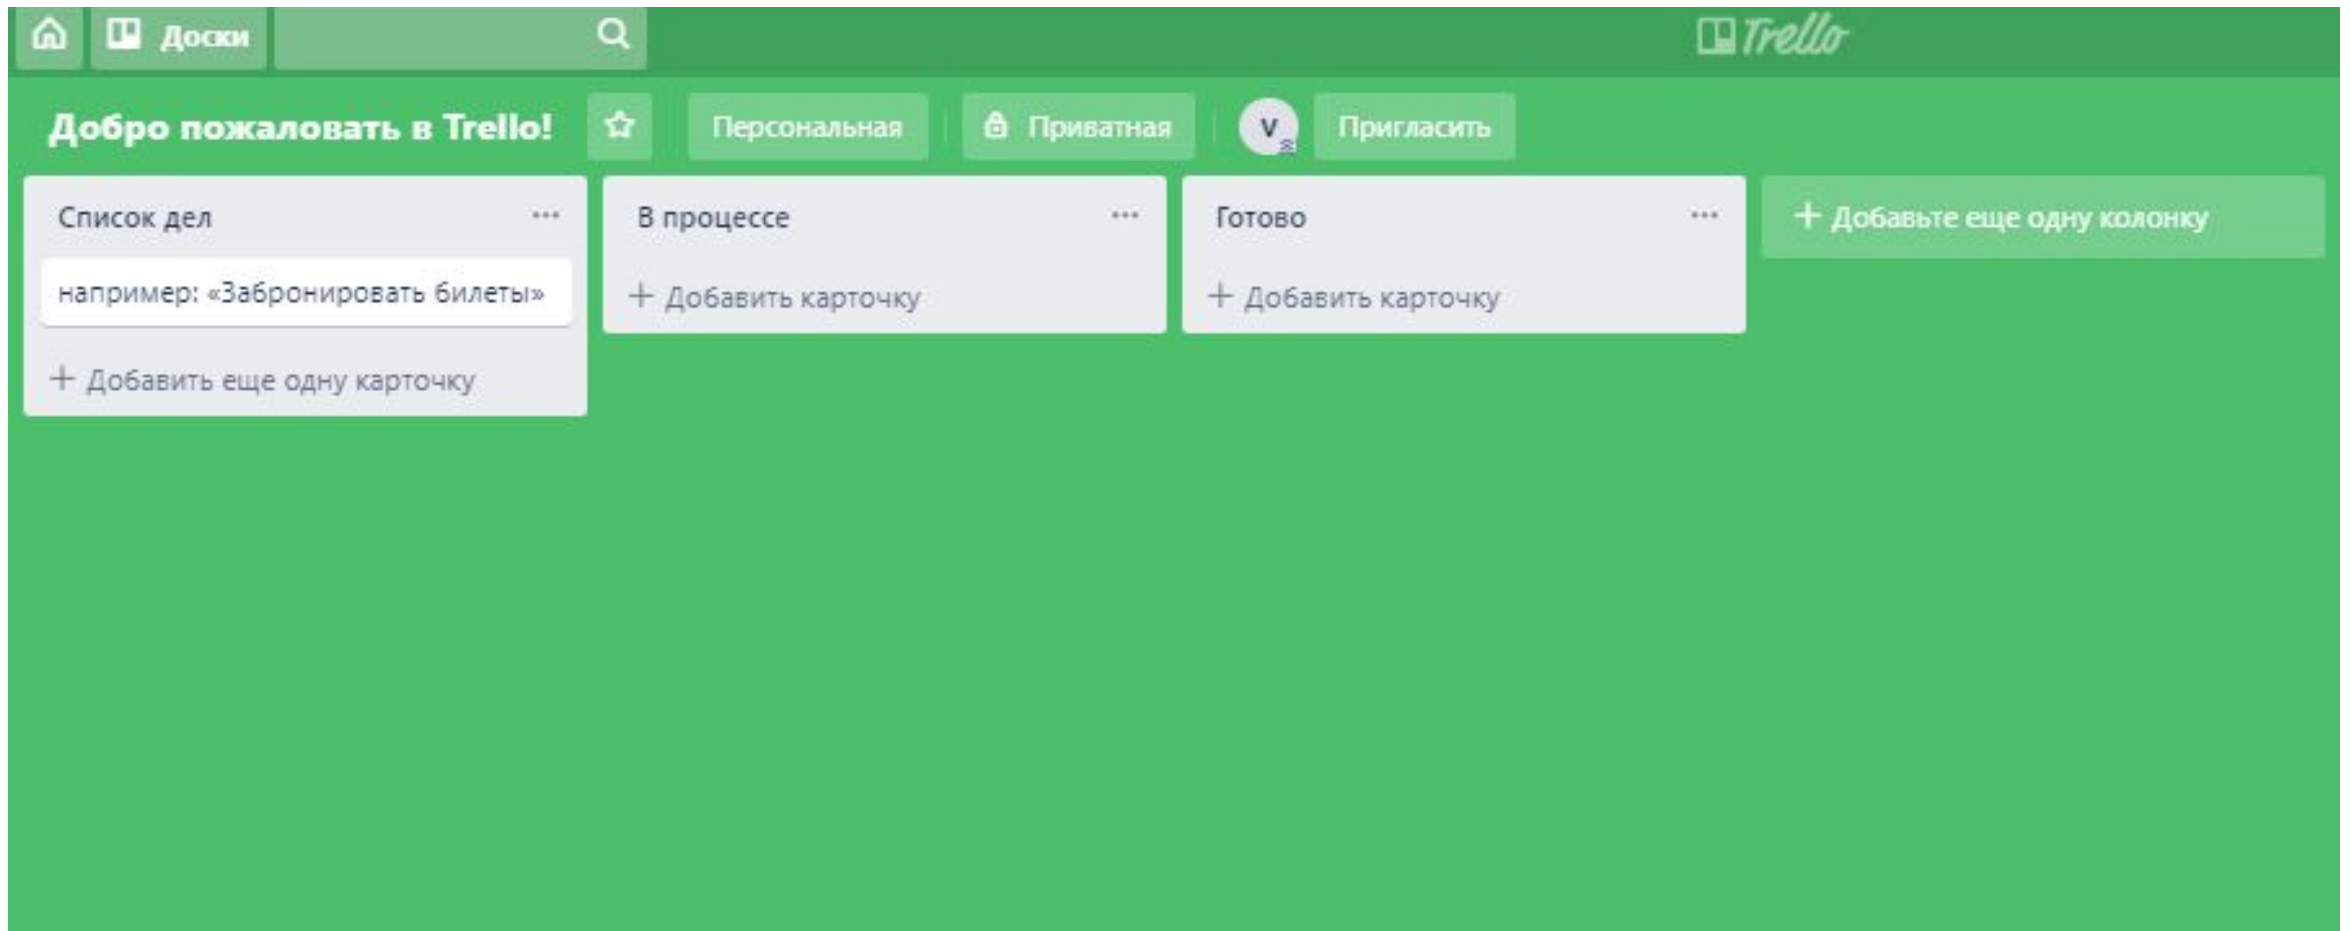 Доски
Trello
Добро пожаловать в Trello!
Персональная
Приватная
V
Пригласить
Список дел
например: «Забронировать билеты»
+ Добавить еще одну карточку
В процессе
+ Добавить карточку
Готово
+ Добавить карточку
+ Добавьте еще одну колонку